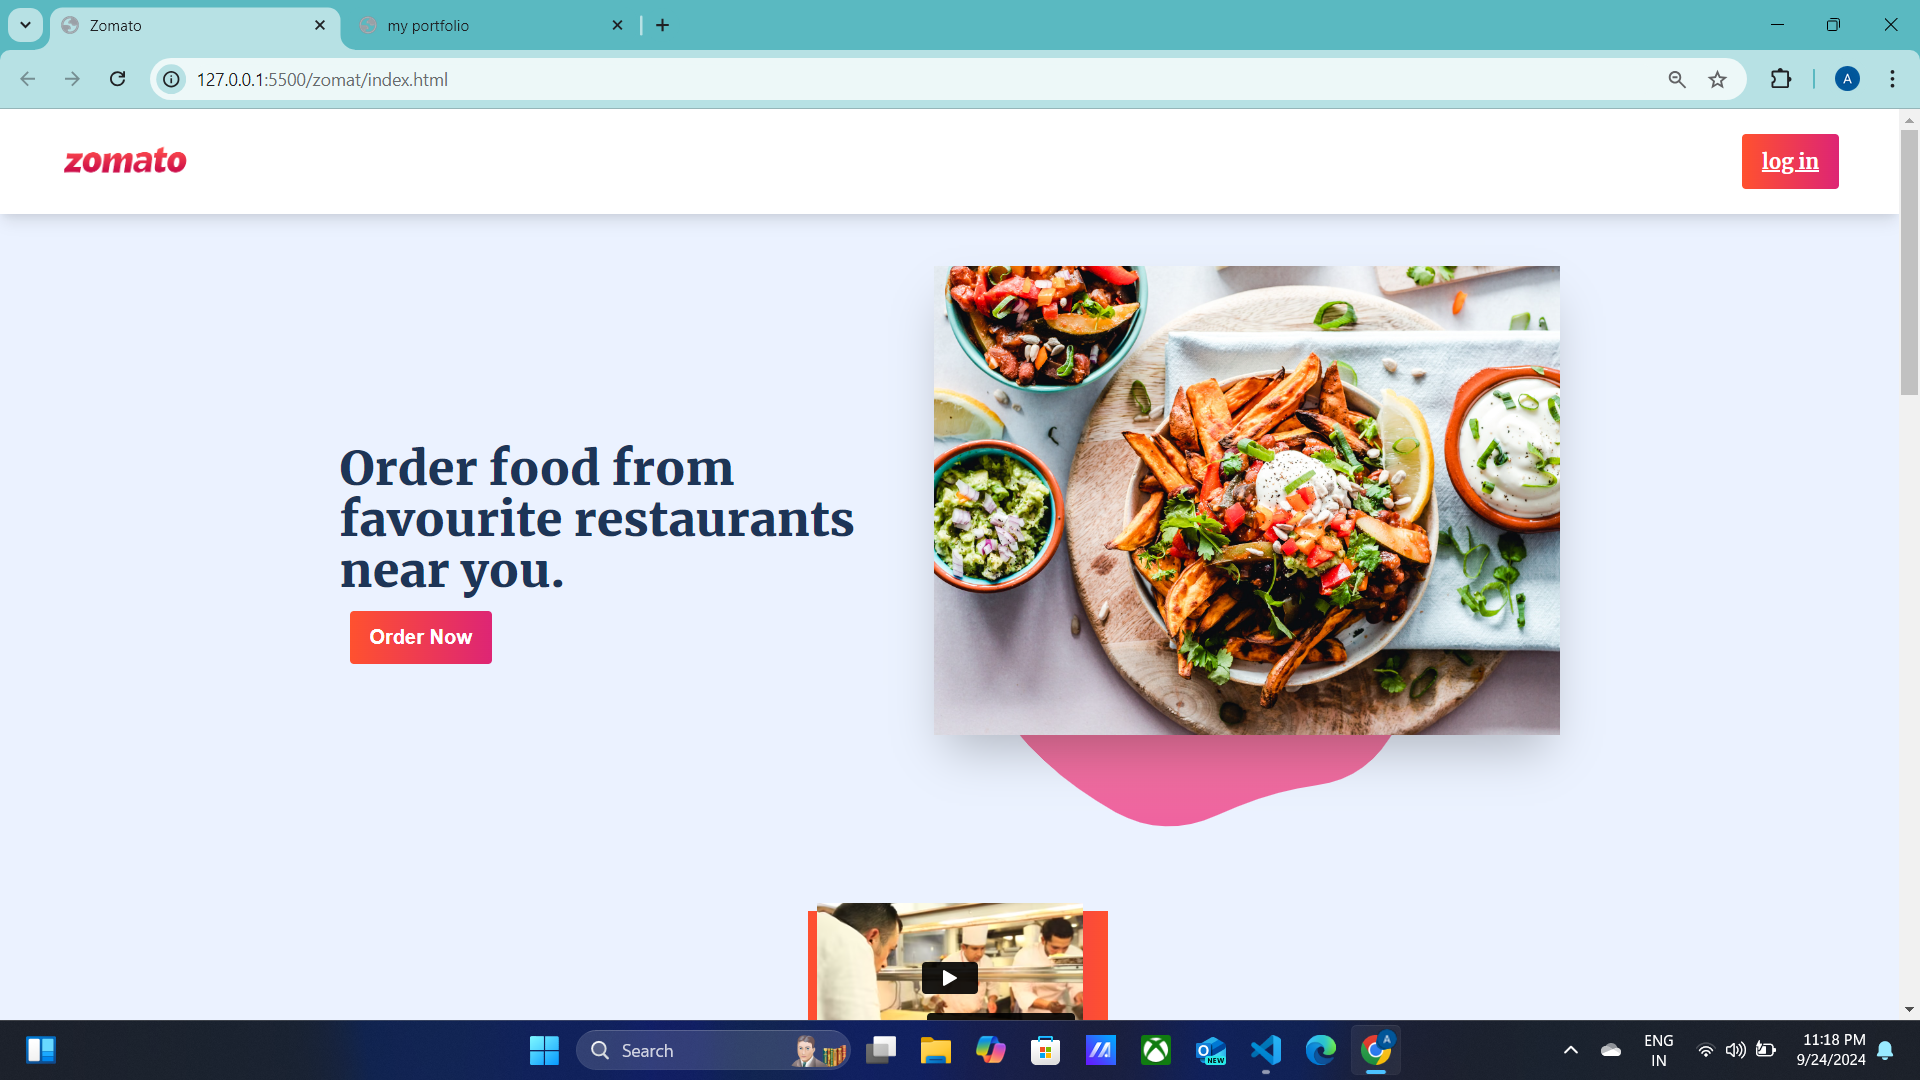 Zomato
my portfolio
127.0.0.1:5500/zomat/index.html
A
zomato
log in
Order food from
favourite restaurants
near you.
Order Now
Search
NEW
A
ENG
IN
11:18 PM
9/24/2024